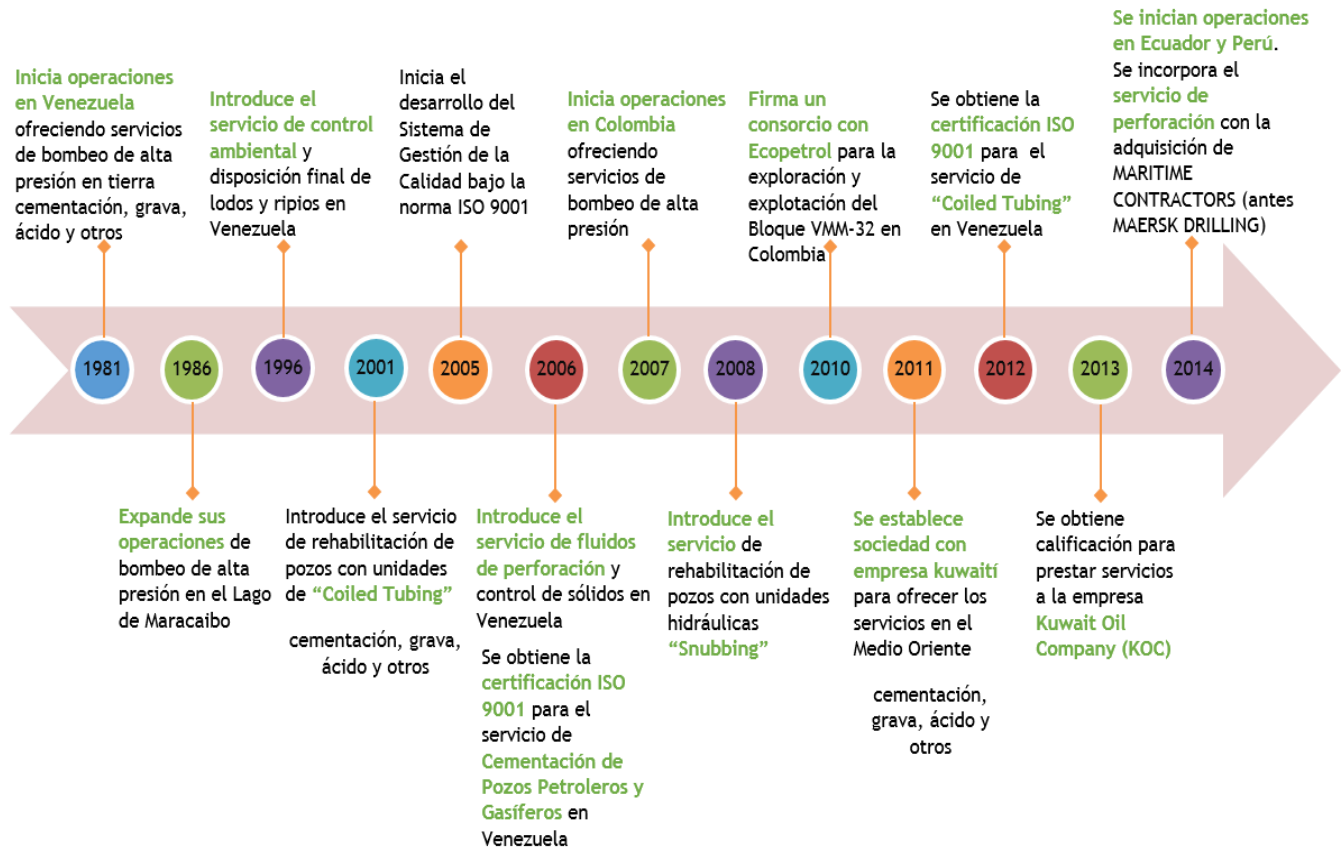 Inicia operaciones
en Venezuela
ofreciendo servicios
de bombeo de alta
presión en tierra
cementación, grava,
ácido y otros
Introduce el
servicio de control
ambiental y
disposición final de
lodos y ripios en
Venezuela
Inicia el
desarrollo del
Sistema de
Gestión de la
Calidad bajo la
norma ISO 9001
Inicia operaciones
en Colombia
ofreciendo
servicios de
bombeo de alta
presión
Firma un
consorcio con
Ecopetrol para la
exploración y
explotación del
Bloque VMM-32 en
Colombia
Se obtiene la
certificación ISO
9001 para el
servicio de
“Coiled Tubing”
en Venezuela
Se inician operaciones
en Ecuador y Perú.
Se incorpora el
servicio de
perforación con la
adquisición de
MARITIME
CONTRACTORS (antes
MAERSK DRILLING)
1981
1986
1996
2001
2005
2006
2007
2008
2010
2011
2012
2013
2014
Expande sus
operaciones de
bombeo de alta
presión en el Lago
de Maracaibo
Introduce el servicio
de rehabilitación de
pozos con unidades
de “Coiled Tubing”
cementación, grava,
ácido y otros
Introduce el
servicio de fluidos
de perforación y
control de sólidos en
Venezuela
Se obtiene la
certificación ISO
9001 para el
servicio de
Cementación de
Pozos Petroleros y
Gasíferos en
Venezuela
Introduce el
servicio de
rehabilitación de
pozos con unidades
hidráulicas
“Snubbing”
Se establece
sociedad con
empresa kuwaití
para ofrecer los
servicios en el
Medio Oriente
cementación,
grava, ácido y
otros
Se obtiene
calificación para
prestar servicios
a la empresa
Kuwait Oil
Company (KOC)